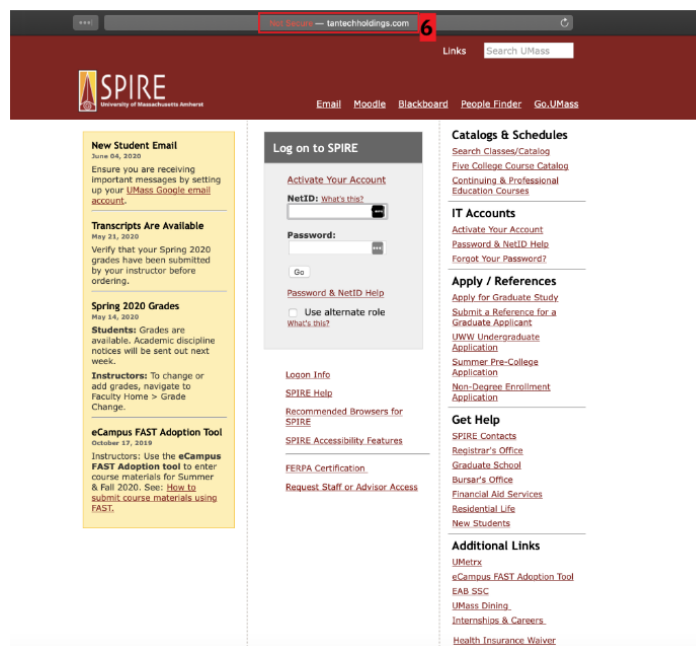 Not Secure — tantechholdings.com
6
Links
Search UMass
SPIRE
University of Massachusetts Amherst
Email Moodle Blackboard People Finder Go.UMass
New Student Email
June 04, 2020
Ensure you are receiving
important messages by setting
up your UMass Google email
account.
Transcripts Are Available
May 21, 2020
Verify that your Spring 2020
grades have been submitted
by your instructor before
ordering.
Spring 2020 Grades
May 14, 2020
Students: Grades are
available. Academic discipline
notices will be sent out next
week.
Instructors: To change or
add grades, navigate to
Faculty Home > Grade
Change.
eCampus FAST Adoption Tool
October 17, 2019
Instructors: Use the eCampus
FAST Adoption tool to enter
course materials for Summer
& Fall 2020. See: How to
submit course materials using
FAST.
Log on to SPIRE
Activate Your Account
NetID: What's this?
Password:
Go
Password & NetID Help
Use alternate role
What's this?
Logon Info
SPIRE Help
Recommended Browsers for
SPIRE
SPIRE Accessibility Features
FERPA Certification
Request Staff or Advisor Access
Catalogs & Schedules
Search Classes/Catalog
Five College Course Catalog
Continuing & Professional
Education Courses
IT Accounts
Activate Your Account
Password & NetID Help
Forgot Your Password?
Apply / References
Apply for Graduate Study
Submit a Reference for a
Graduate Applicant
UWW Undergraduate
Application
Summer Pre-College
Application
Non-Degree Enrollment
Application
Get Help
SPIRE Contacts
Registrar's Office
Graduate School
Bursar's Office
Financial Aid Services
Residential Life
New Students
Additional Links
UMetrx
eCampus FAST Adoption Tool
EAB SSC
UMass Dining
Internships & Careers
Health Insurance Waiver